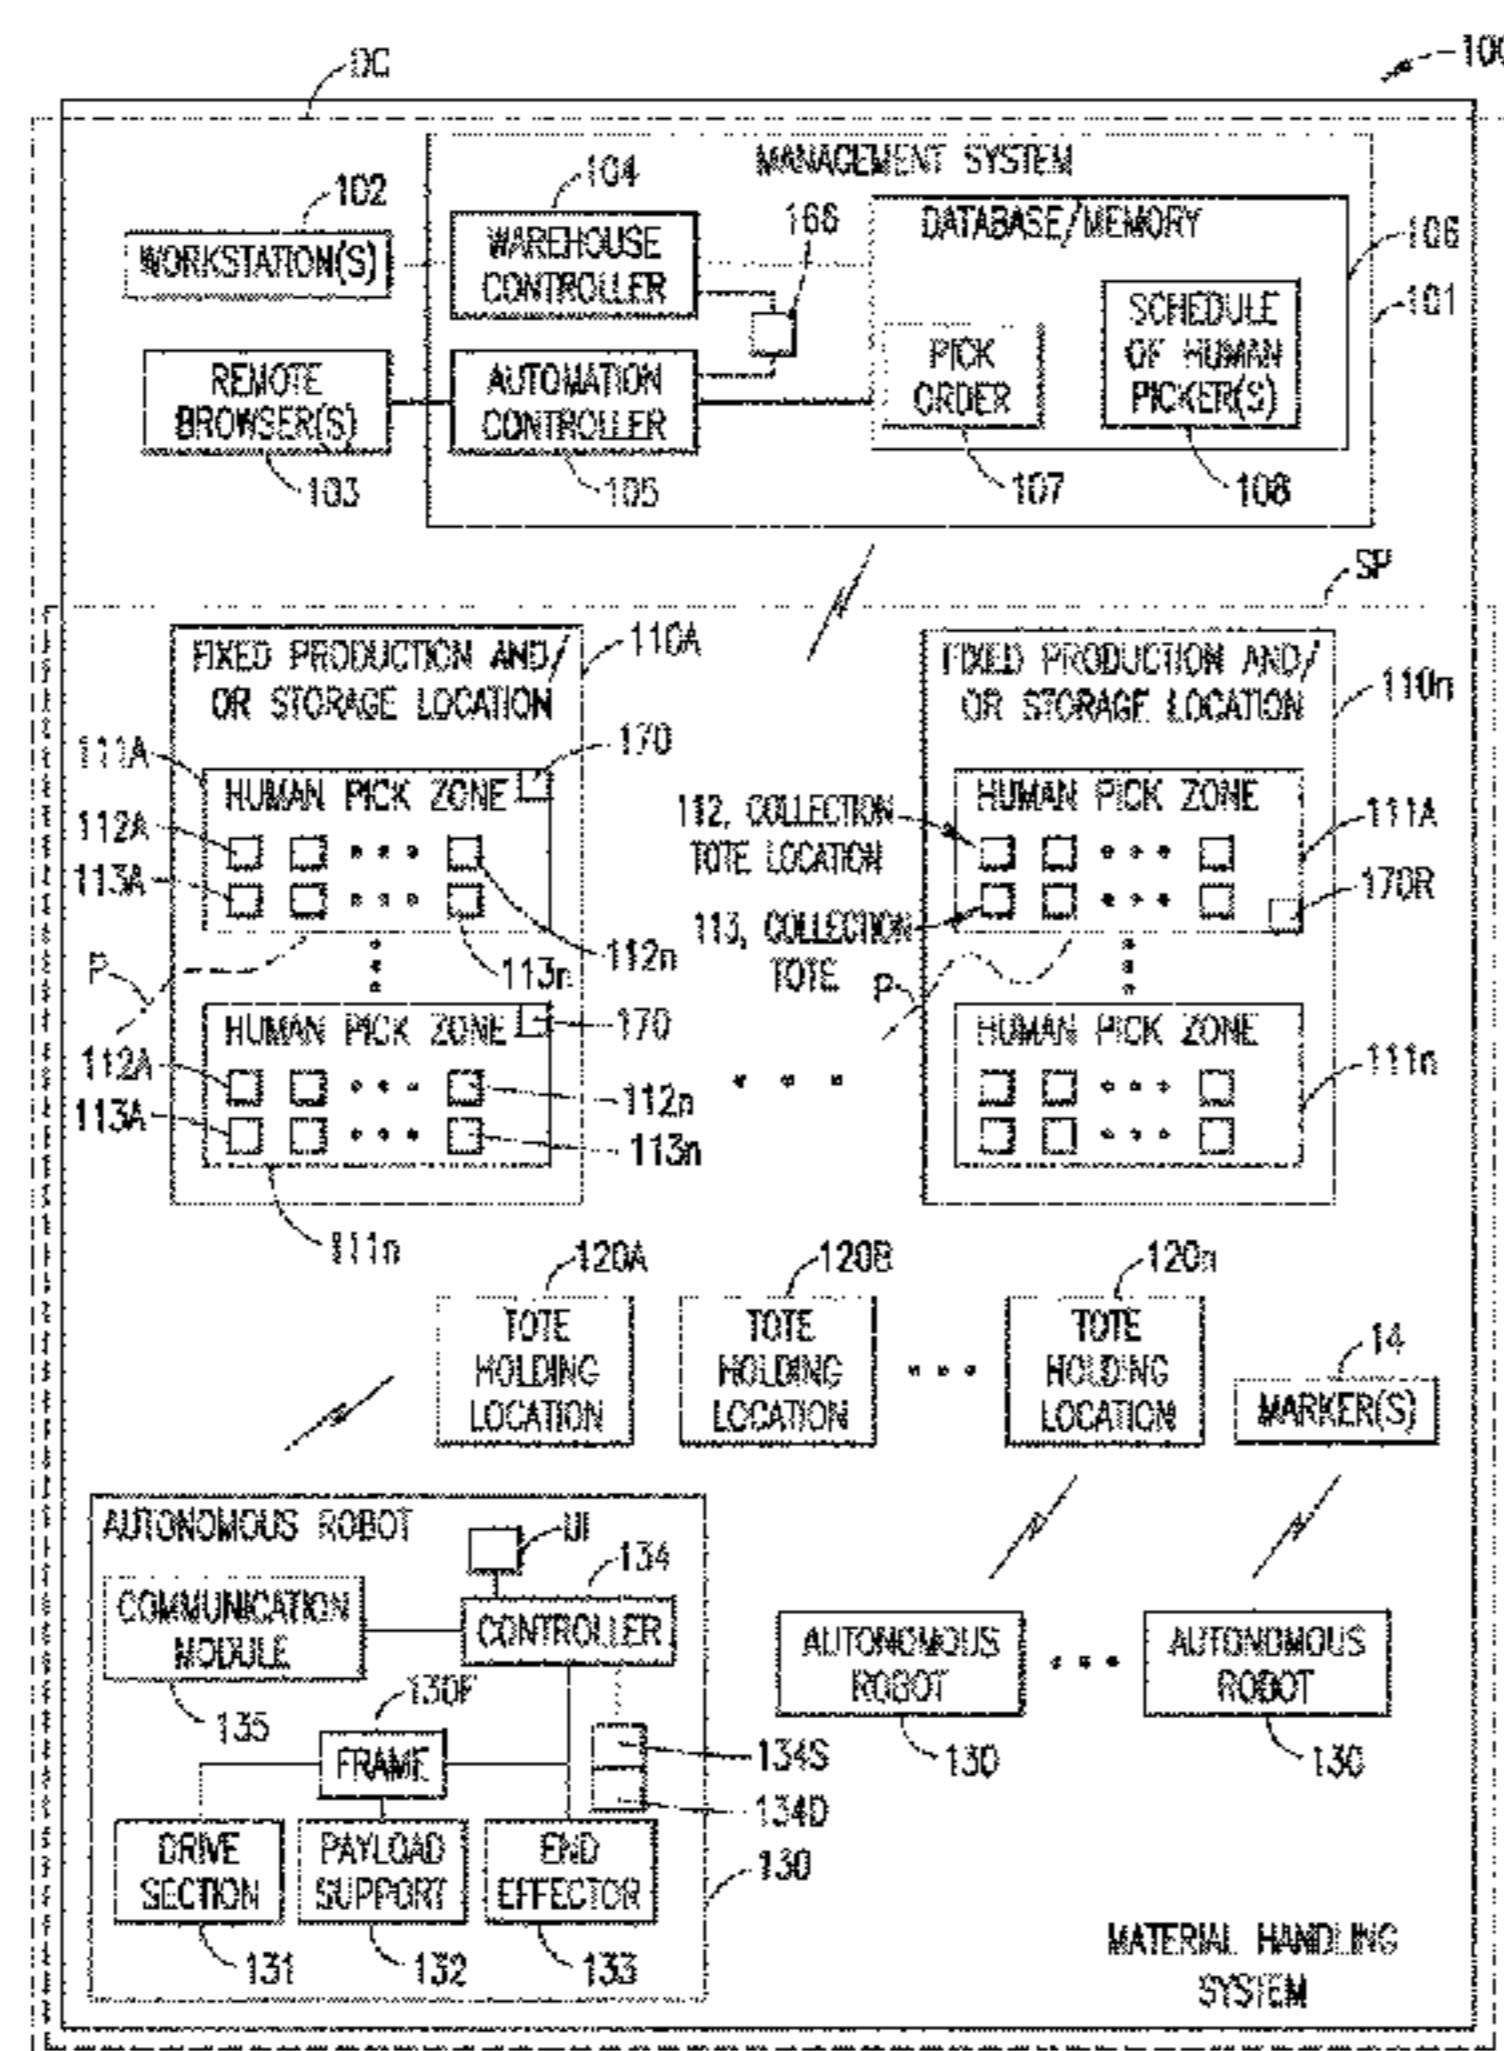 DC
100
MANAGEMENT SYSTEM
104
102
166
DATABASE/MEMORY
106
WORKSTATION(S)
WAREHOUSE
CONTROLLER
101
SCHEDULE
OF HUMAN
PICKER(S)
PICK
ORDER
REMOTE
BROWSER(S)
AUTOMATION
CONTROLLER
103
105
107
108
SP
FIXED PRODUCTION AND/
OR STORAGE LOCATION
110A
FIXED PRODUCTION AND/
OR STORAGE LOCATION
110n
111A
170
HUMAN PICK ZONE
112A
113A
112n
113n
P
112, COLLECTION
TOTE LOCATION
113, COLLECTION
TOTE
HUMAN PICK ZONE
111A
170R
P
HUMAN PICK ZONE
170
112A
113A
112n
113n
111n
HUMAN PICK ZONE
111n
120A
120B
120n
TOTE
HOLDING
LOCATION
TOTE
HOLDING
LOCATION
TOTE
HOLDING
LOCATION
14
MARKER(S)
AUTONOMOUS ROBOT
UI
134
COMMUNICATION
MODULE
CONTROLLER
135
130F
FRAME
134S
134D
DRIVE
SECTION
PAYLOAD
SUPPORT
END
EFFECTOR
130
131
132
133
AUTONOMOUS
ROBOT
AUTONOMOUS
ROBOT
130
130
MATERIAL HANDLING
SYSTEM